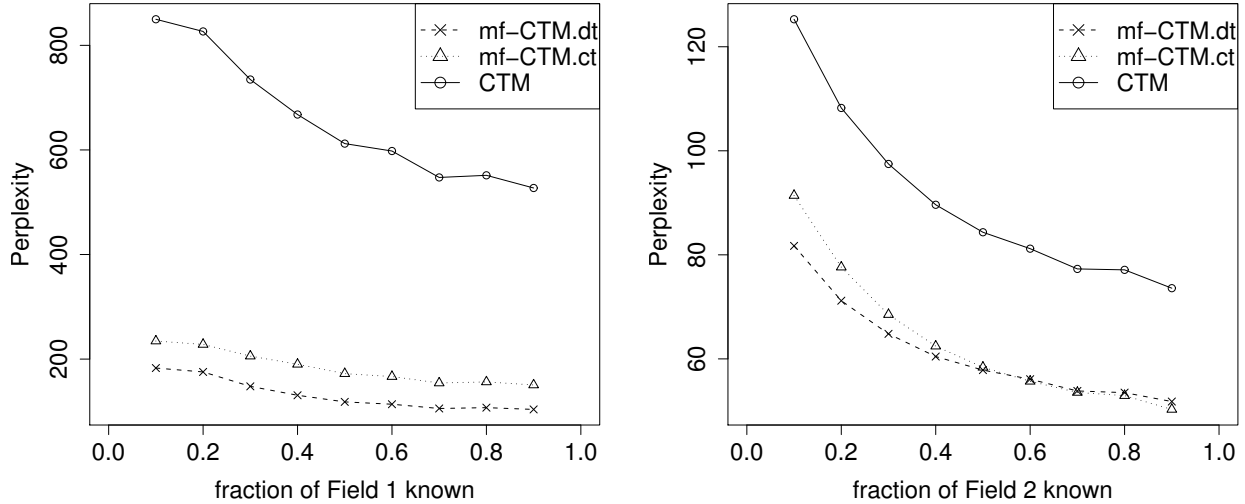 mf−CTM.dt
mf−CTM.ct
CTM
800
600
400
200
Perplexity
0.0 0.2 0.4 0.6 0.8 1.0
fraction of Field 1 known
mf−CTM.dt
mf−CTM.ct
CTM
120
100
80
60
Perplexity
0.0 0.2 0.4 0.6 0.8 1.0
fraction of Field 2 known